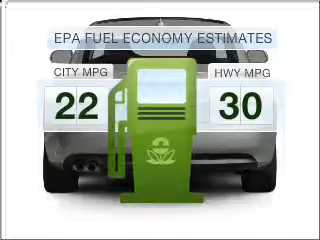 EPA FUEL ECONOMY ESTIMATES
CITY MPG
HWY MPG
22
30